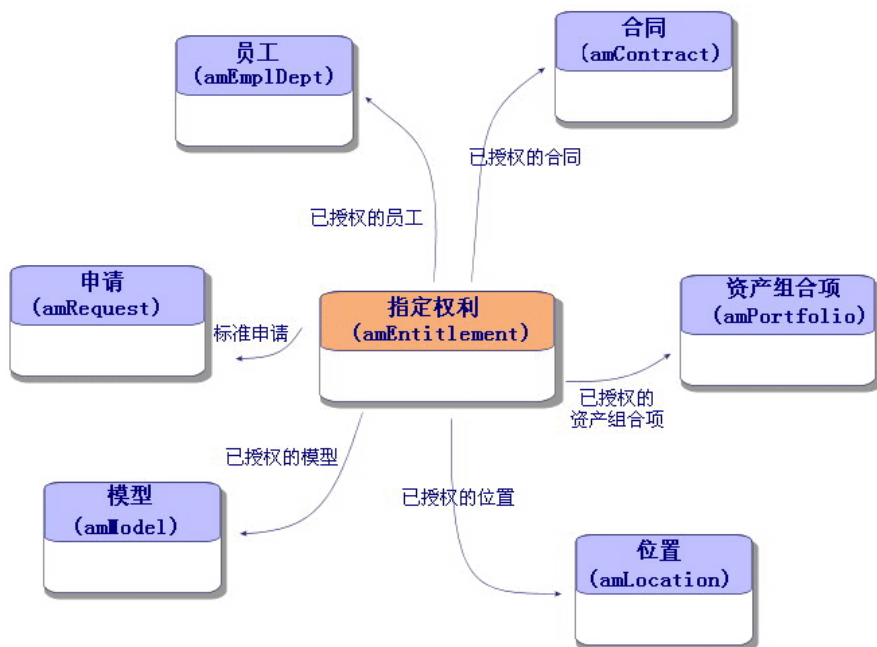 员工
(amEmplDept)
合同
(amContract)
已授权的合同
已授权的员工
申请
(amRequest)
标准申请
指定权利
(amEntitlement)
资产组合项
(amPortfolio)
已授权的
资产组合项
已授权的模型
已授权的位置
模型
(amModel)
位置
(amLocation)